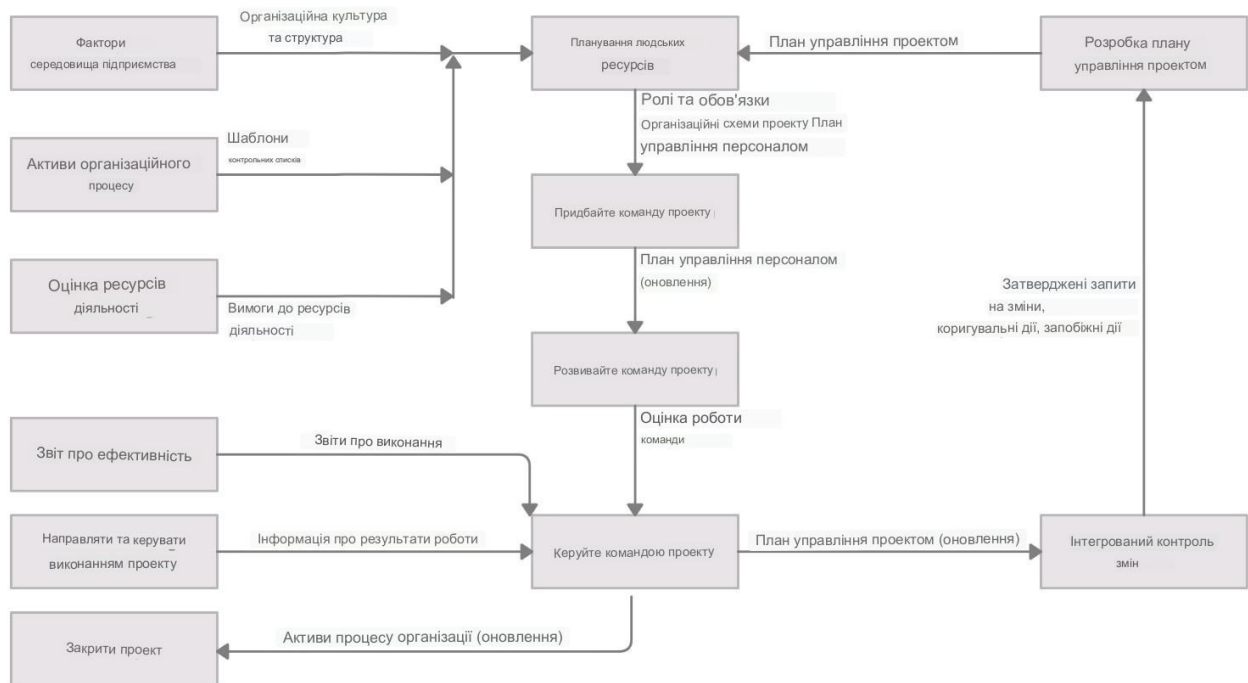 Організаційна культура
та структура
Фактори
середовища підприємства
Планування людських
ресурсів
План управління проектом
Розробка плану
управління проектом
Ролі та обов'язки
Організаційні схеми проекту План
управління персоналом
Шаблони
контрольних списків
Активи організаційного
процесу
Придбайте команду проекту
План управління персоналом
(оновлення)
Оцінка ресурсів
діяльності
Вимоги до ресурсів
діяльності
Затверджені запити
на зміни,
коригувальні дії, запобіжні дії
Розвивайте команду проекту
Оцінка роботи
команди
Звіт про ефективність
Звіти про виконання
Направляти та керувати
виконанням проекту
Інформація про результати роботи
Керуйте командою проекту
План управління проектом (оновлення)
Інтегрований контроль
змін
Активи процесу організації (оновлення)
Закрити проект